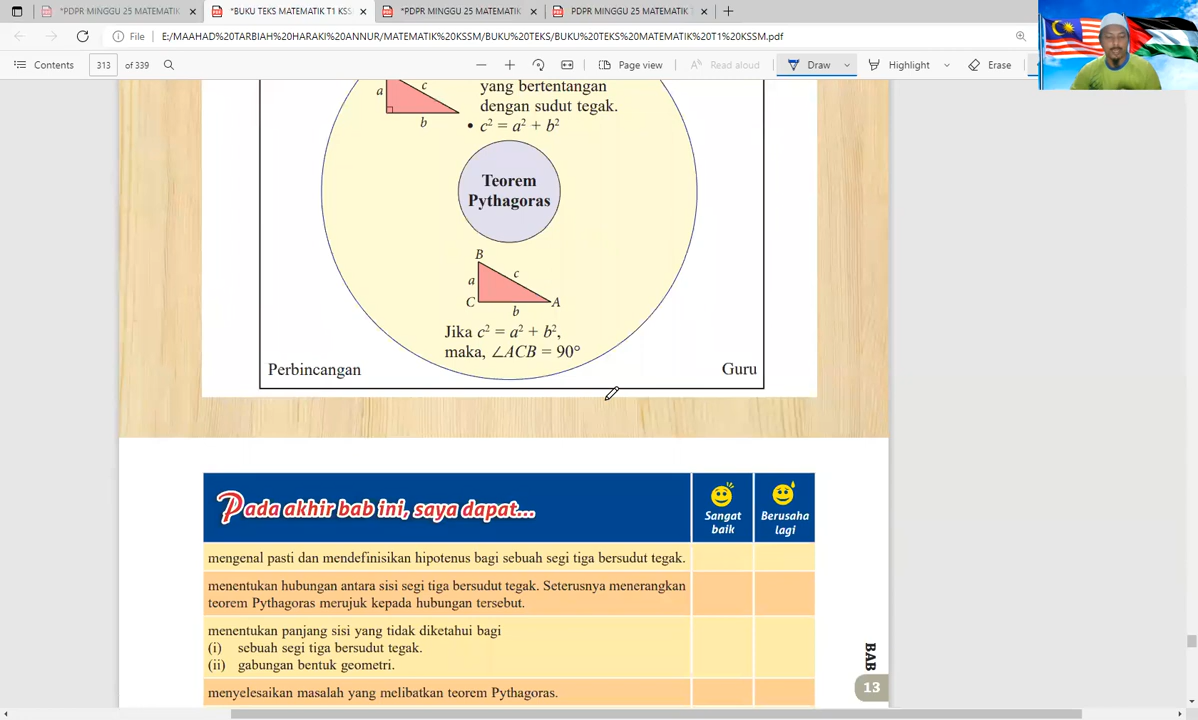 *PDPR MINGGU 25 MATEMATIK
*BUKU TEKS MATEMATIK T1 KSS
*PDPR MINGGU 25 MATEMATIK
PDPR MINGGU 25 MATEMATIK T
File
E:/MAAHAD%20TARBIAH%20HARAKI%20ANNUR/MATEMATIK%20KSSM/BUKU%20TEKS/BUKU%20TEKS%20MATEMATIK%20T1%20KSSM.pdf
Contents
313 of 339
Page view
Read aloud
Draw
Highlight
Erase
a
c
b
yang bertentangan
dengan sudut tegak.
• c² = a² + b²
Teorem
Pythagoras
B
a
c
C
A
b
Jika c² = a² + b²,
maka, ∠ACB = 90°
Perbincangan
Guru
Pada akhir bab ini, saya dapat...
Sangat
baik
Berusaha
lagi
mengenal pasti dan mendefinisikan hipotenus bagi sebuah segi tiga bersudut tegak.
menentukan hubungan antara sisi segi tiga bersudut tegak. Seterusnya menerangkan
teorem Pythagoras merujuk kepada hubungan tersebut.
menentukan panjang sisi yang tidak diketahui bagi
(i) sebuah segi tiga bersudut tegak.
(ii) gabungan bentuk geometri.
menyelesaikan masalah yang melibatkan teorem Pythagoras.
BAB
13